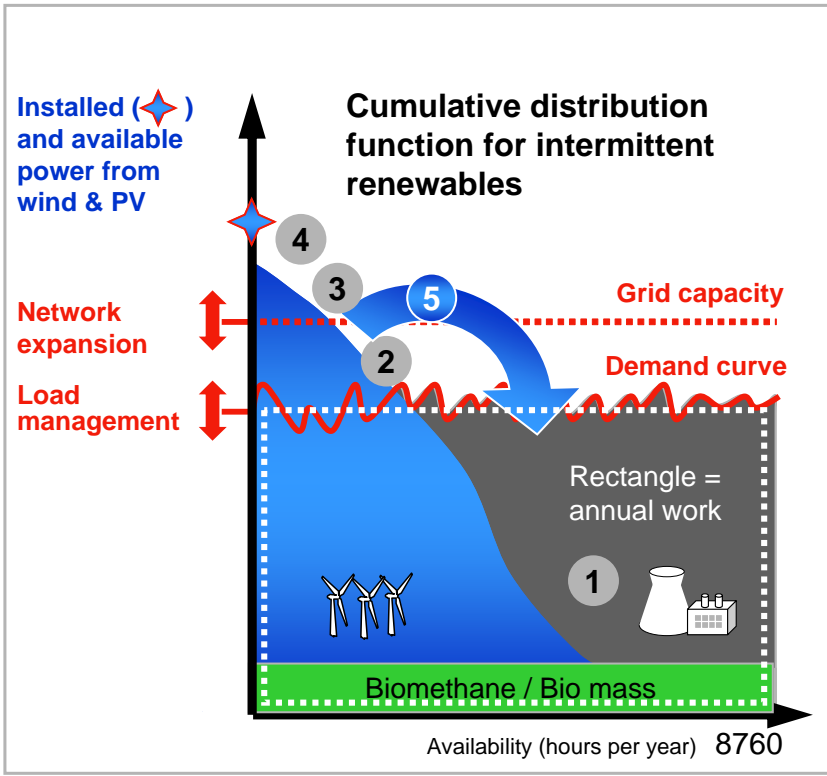 Installed ( )
and available
power from
wind & PV
Cumulative distribution
function for intermittent
renewables
4
3
5
Grid capacity
Network
expansion
2
Demand curve
Load
management
Rectangle =
annual work
1
Biomethane / Bio mass
Availability (hours per year) 8760